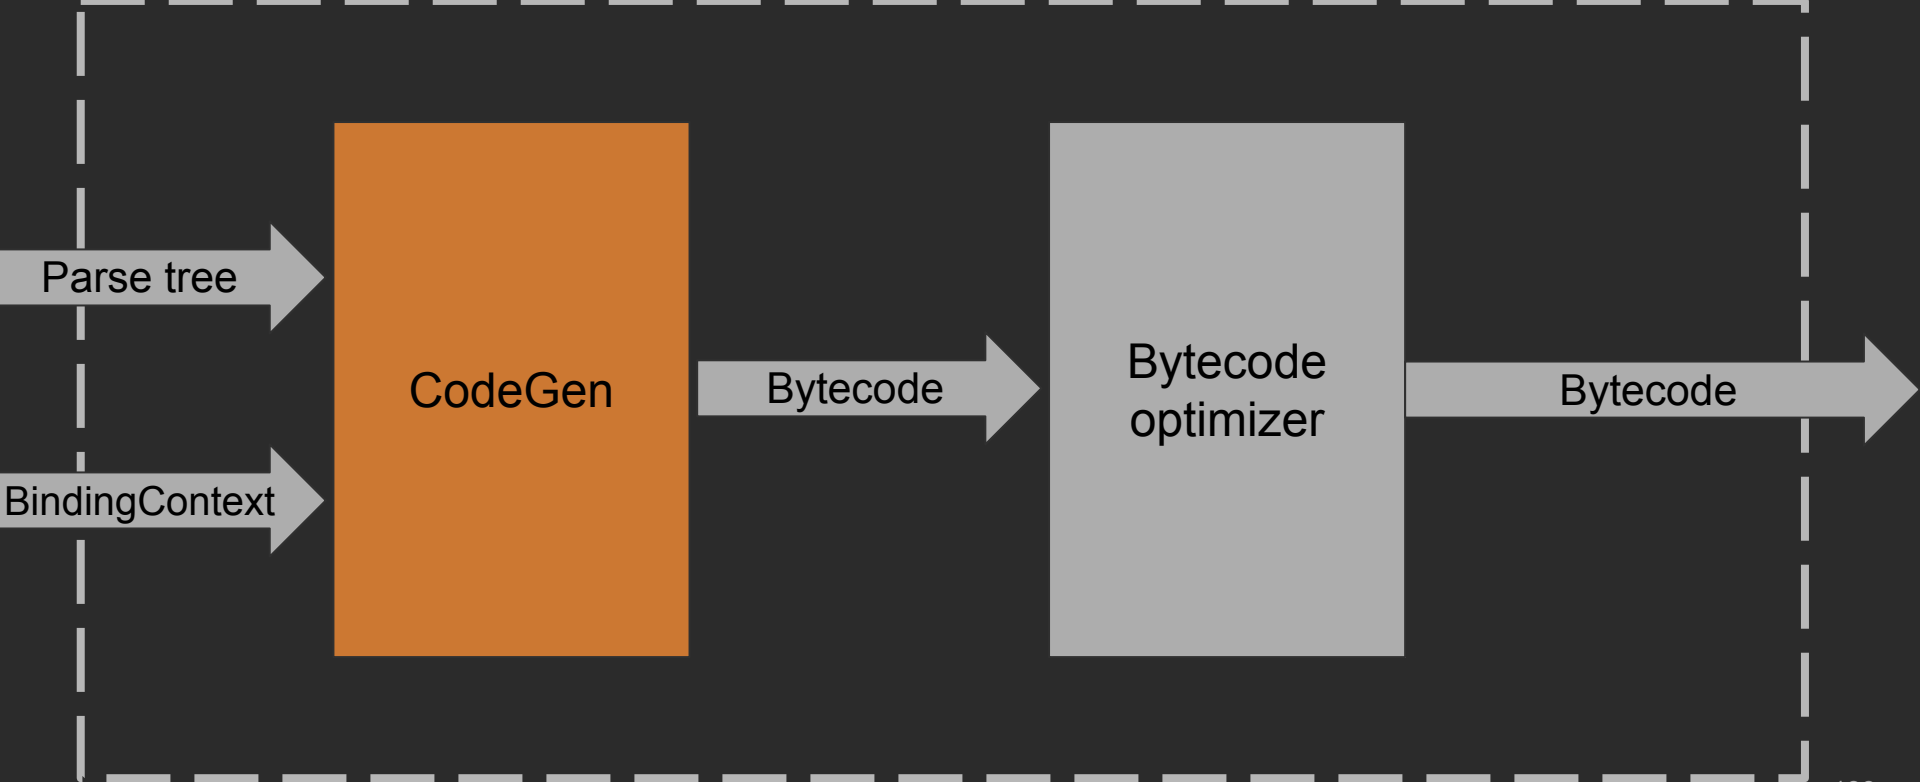 Parse tree
BindingContext
CodeGen
Bytecode
Bytecode
optimizer
Bytecode